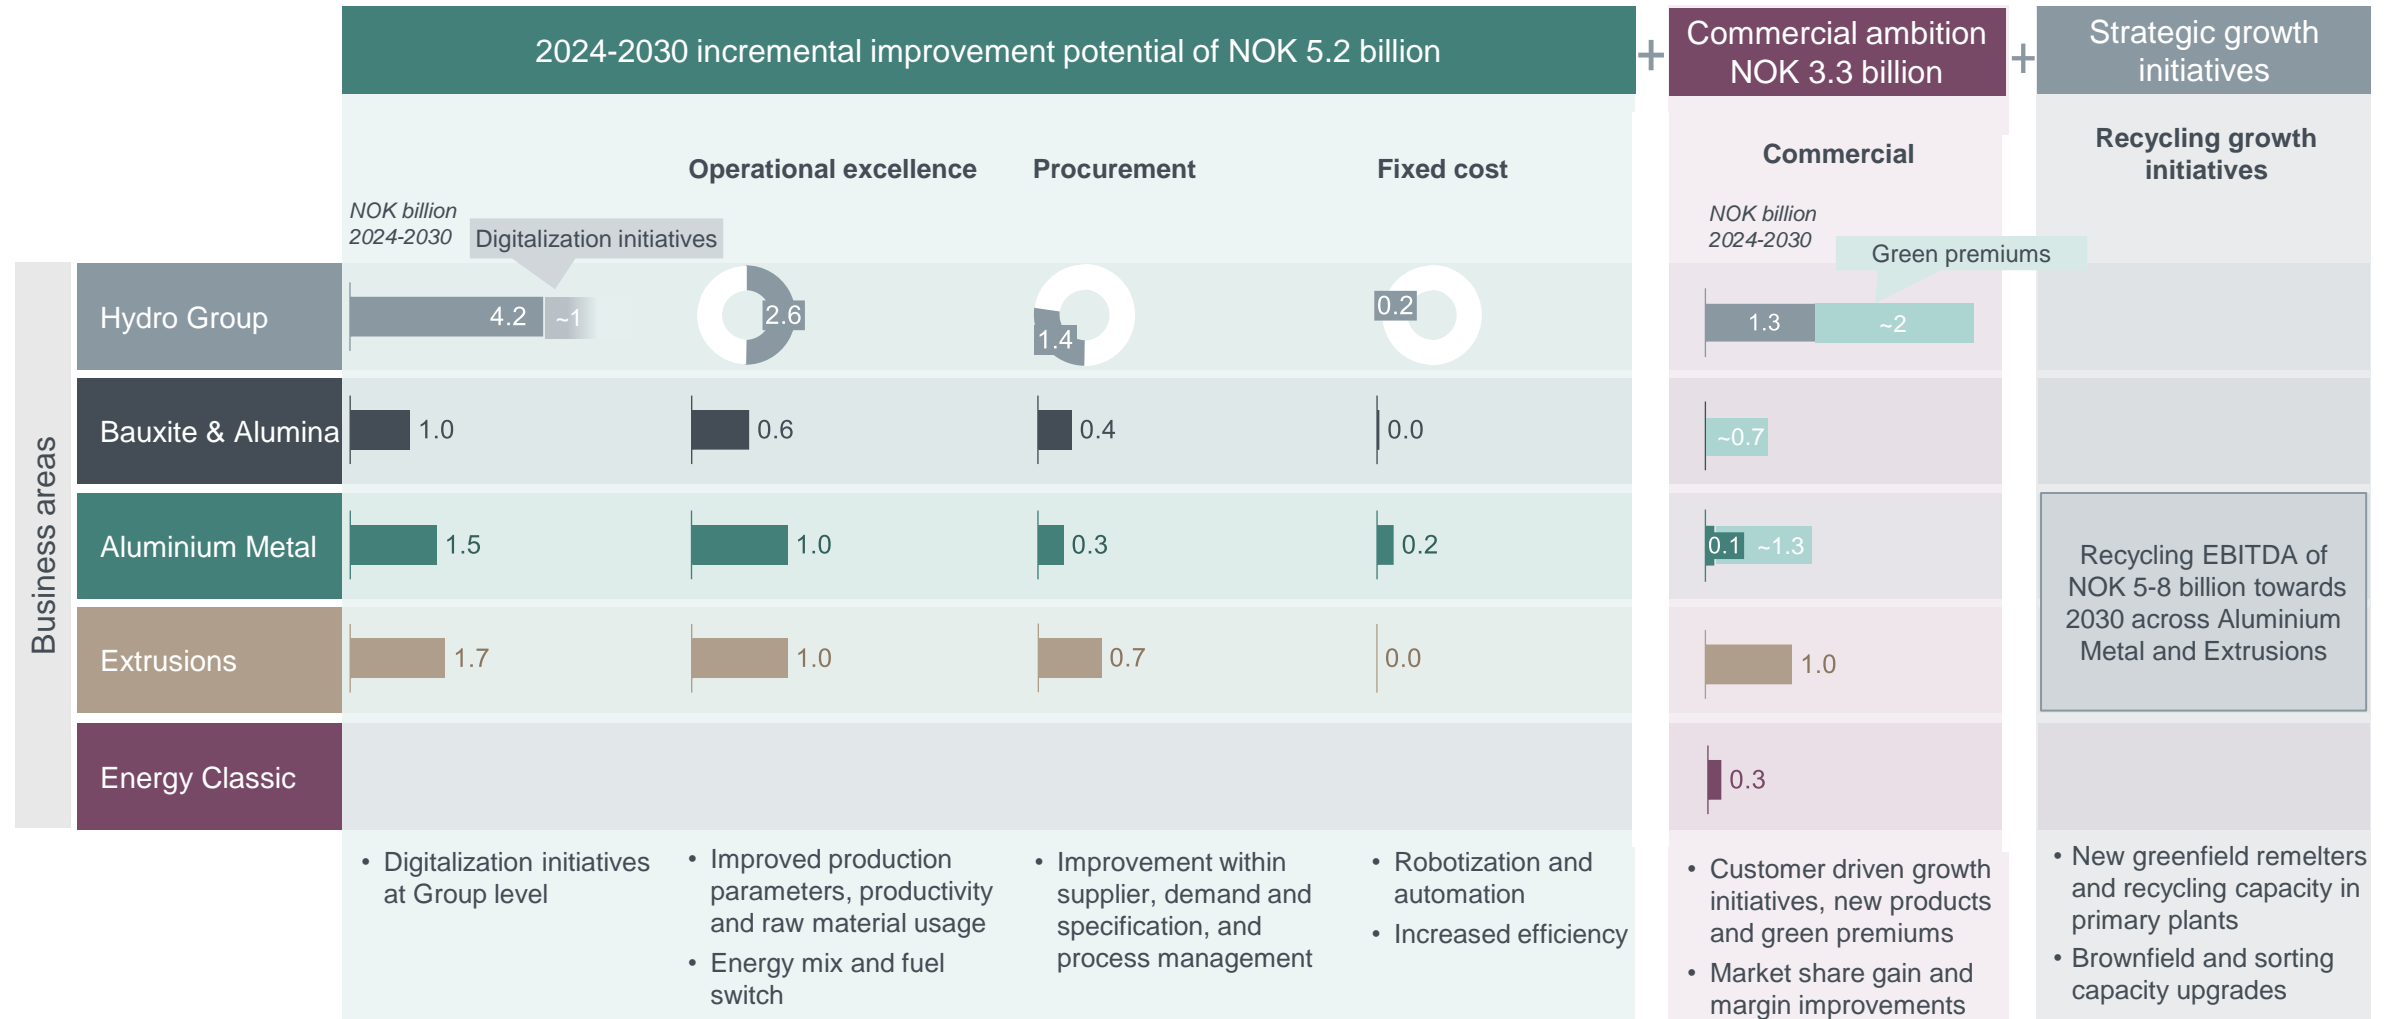 2024-2030 incremental improvement potential of NOK 5.2 billion
+
Commercial ambition
NOK 3.3 billion
+
Strategic growth
initiatives
Operational excellence
Procurement
Fixed cost
Commercial
Recycling growth
initiatives
NOK billion
2024-2030
Digitalization initiatives
NOK billion
2024-2030
Green premiums
Business areas
Hydro Group
4.2
~1
2.6
1.4
0.2
1.3
~2
Bauxite & Alumina
1.0
0.6
0.4
0.0
~0.7
Aluminium Metal
1.5
1.0
0.3
0.2
0.1
~1.3
Extrusions
1.7
1.0
0.7
0.0
1.0
Recycling EBITDA of
NOK 5-8 billion towards
2030 across Aluminium
Metal and Extrusions
Energy Classic
0.3
• Digitalization initiatives
at Group level
• Improved production
parameters, productivity
and raw material usage
• Energy mix and fuel
switch
• Improvement within
supplier, demand and
specification, and
process management
• Robotization and
automation
• Increased efficiency
• Customer driven growth
initiatives, new products
and green premiums
• Market share gain and
margin improvements
• New greenfield remelters
and recycling capacity in
primary plants
• Brownfield and sorting
capacity upgrades